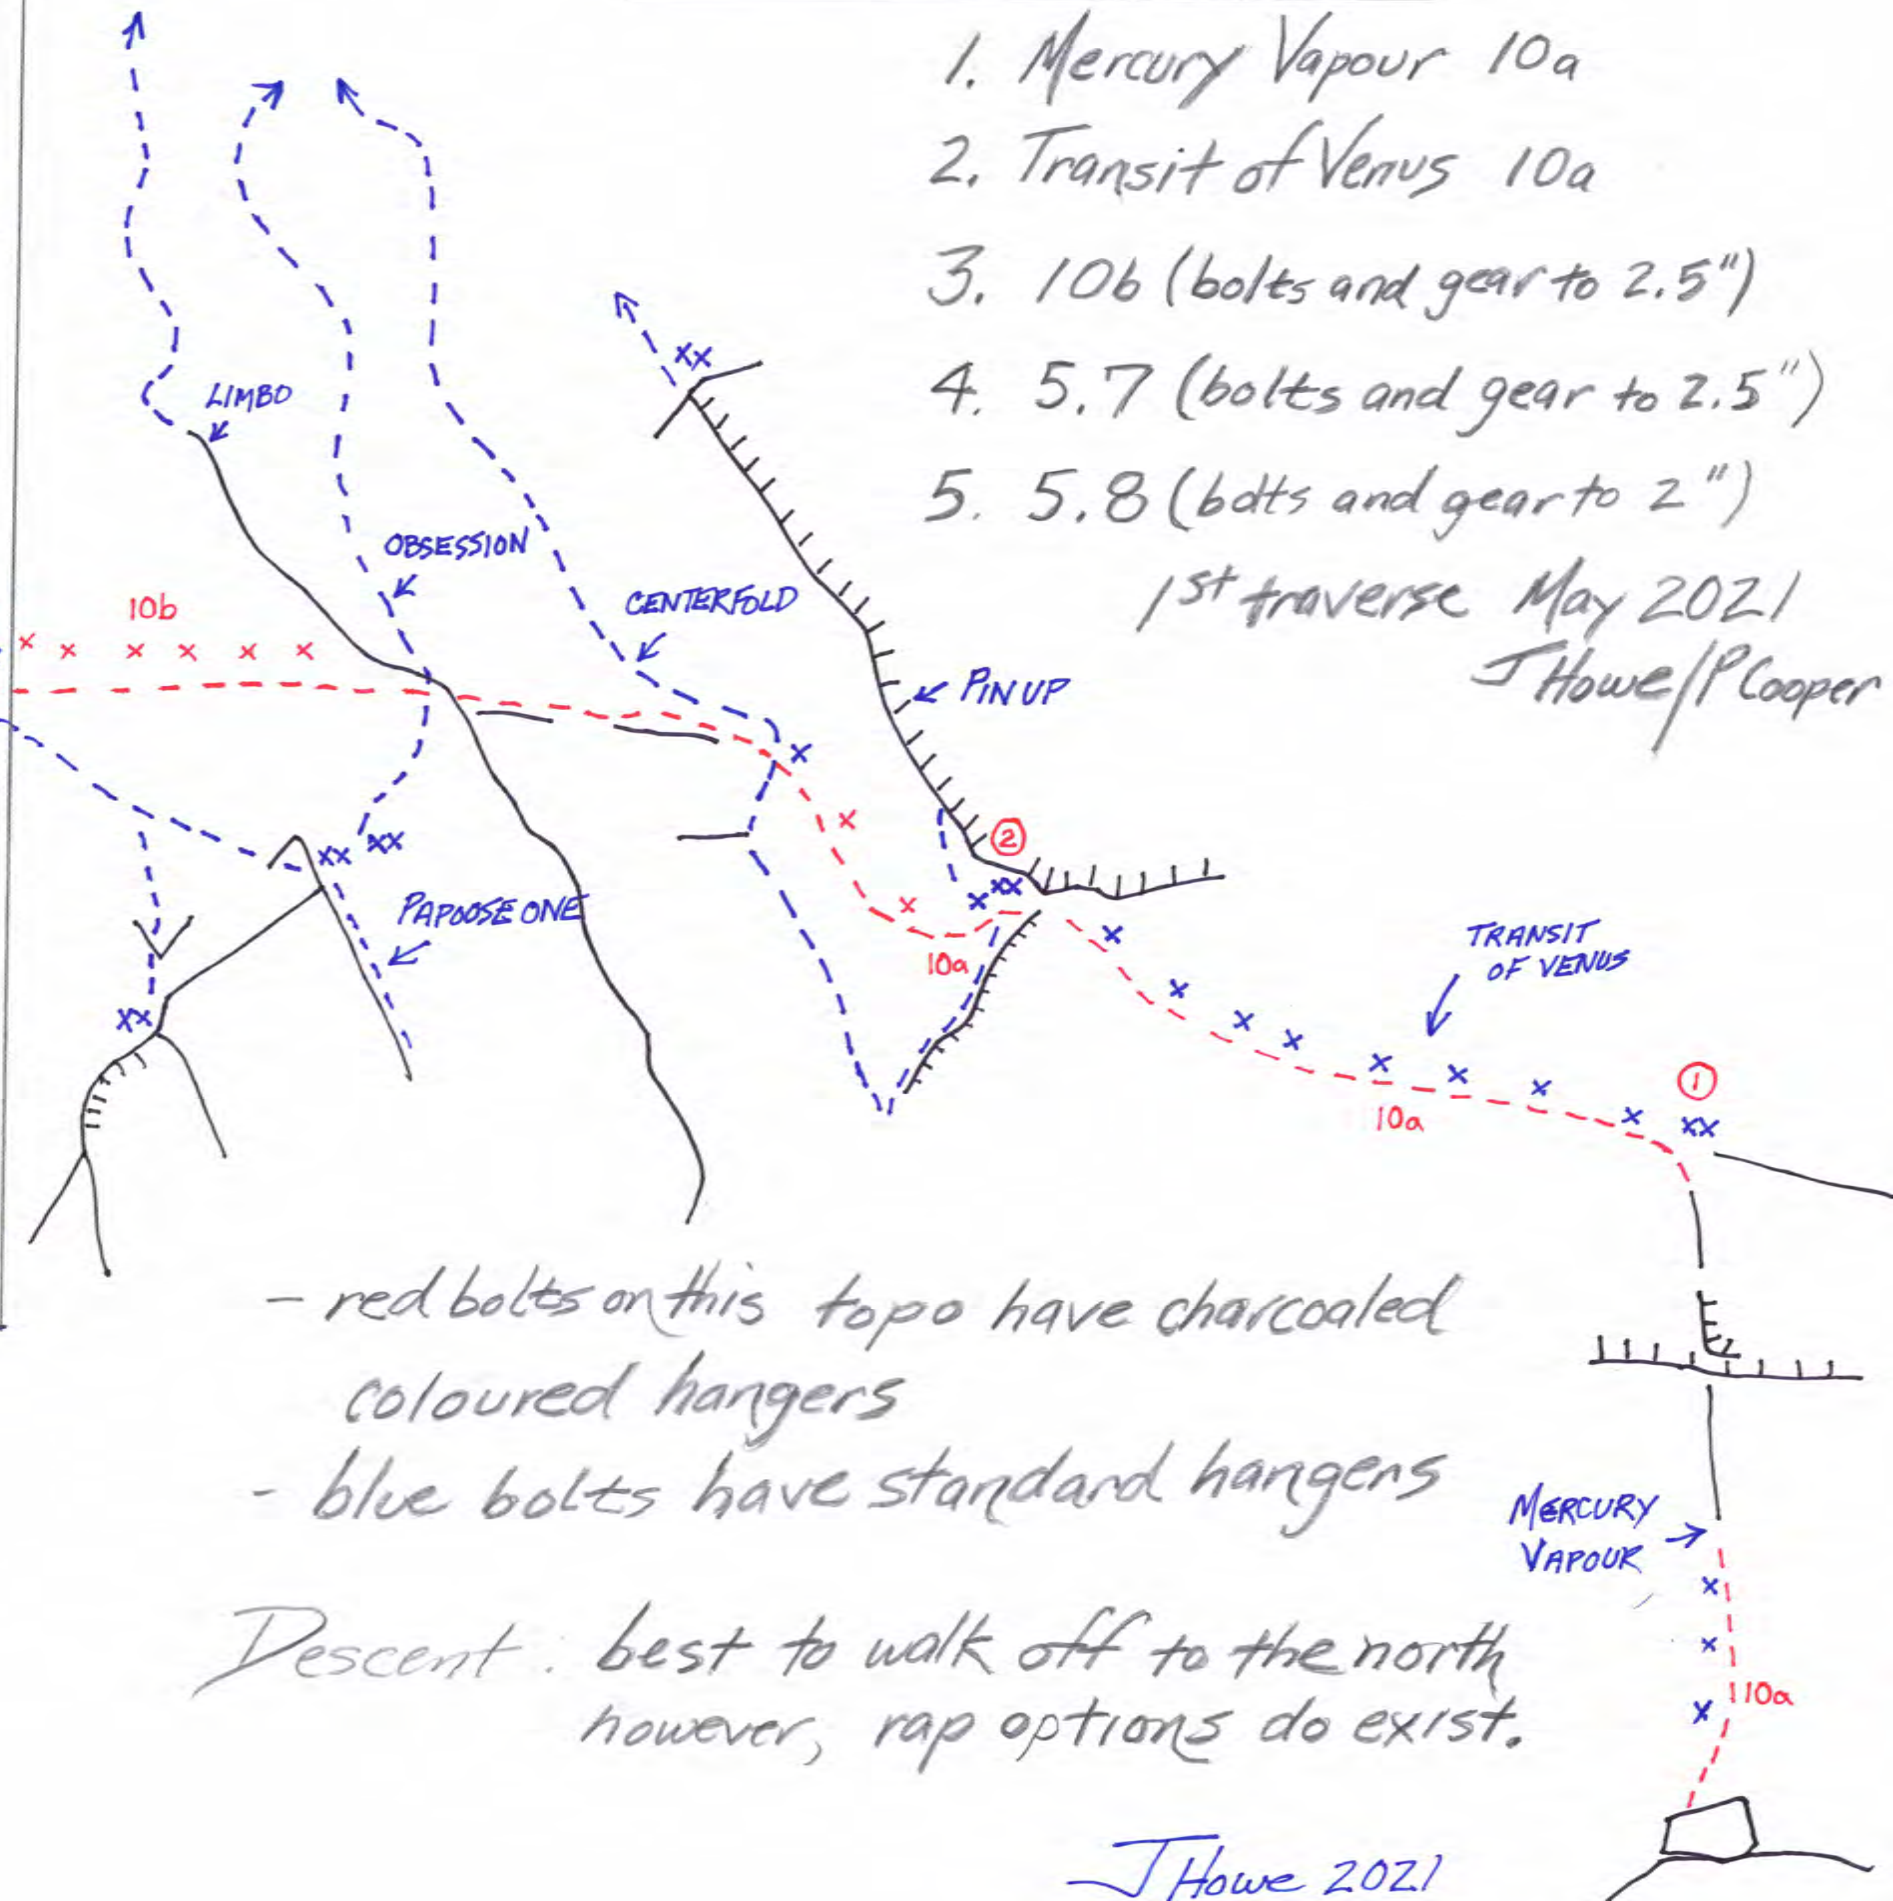 1. Mercury Vapour 10a
2. Transit of Venus 10a
3. 10b (bolts and gear to 2.5")
4. 5.7 (bolts and gear to 2.5")
5. 5.8 (bolts and gear to 2")
1st traverse May 2021
J Howe/P Cooper
LIMBO
OBSESSION
CENTERFOLD
10b
PIN UP
2
PAPOOSE ONE
10a
TRANSIT
OF VENUS
1
10a
- red bolts on this topo have charcoaled
coloured hangers
- blue bolts have standard hangers
MERCURY
VAPOUR
10a
Descent: best to walk off to the north
however, rap options do exist.
J Howe 2021